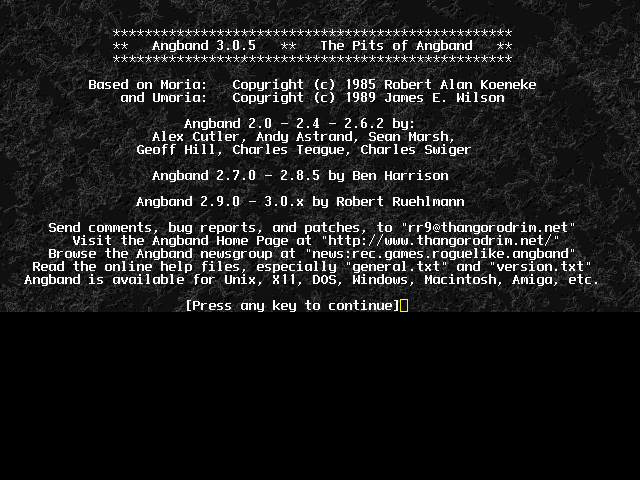 **************************************************
** Angband 3.0.5 ** The Pits of Angband **
**************************************************
Based on Moria: Copyright (c) 1985 Robert Alan Koeneke
and Umoria: Copyright (c) 1989 James E. Wilson
Angband 2.0 - 2.4 - 2.6.2 by:
Alex Cutler, Andy Astrand, Sean Marsh,
Geoff Hill, Charles Teague, Charles Swiger
Angband 2.7.0 - 2.8.5 by Ben Harrison
Angband 2.9.0 - 3.0.x by Robert Ruehlmann
Send comments, bug reports, and patches, to "rr9@thangorodrim.net"
Visit the Angband Home Page at "http://www.thangorodrim.net/"
Browse the Angband newsgroup at "news:rec.games.roguelike.angband"
Read the online help files, especially "general.txt" and "version.txt"
Angband is available for Unix, X11, DOS, Windows, Macintosh, Amiga, etc.
[Press any key to continue]